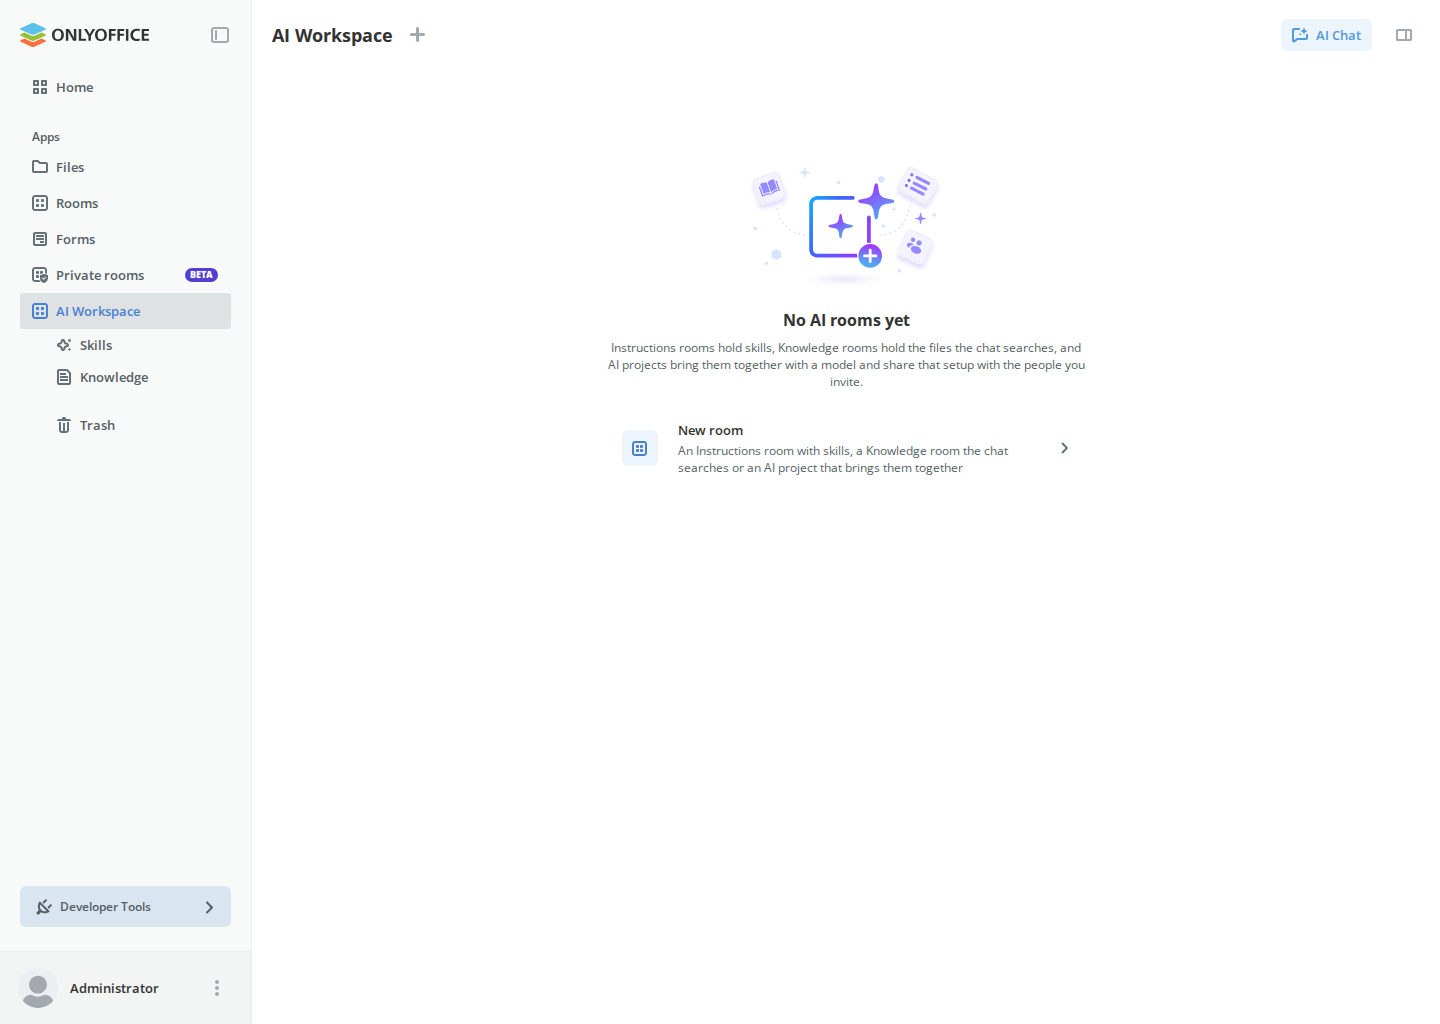 ONLYOFFICE
Home
Apps
Files
Rooms
Forms
Private rooms
BETA
AI Workspace
Skills
Knowledge
Trash
Developer Tools
Administrator
AI Workspace
AI Chat
No AI rooms yet
Instructions rooms hold skills, Knowledge rooms hold the files the chat searches, and
AI projects bring them together with a model and share that setup with the people you
invite.
New room
An Instructions room with skills, a Knowledge room the chat
searches or an AI project that brings them together